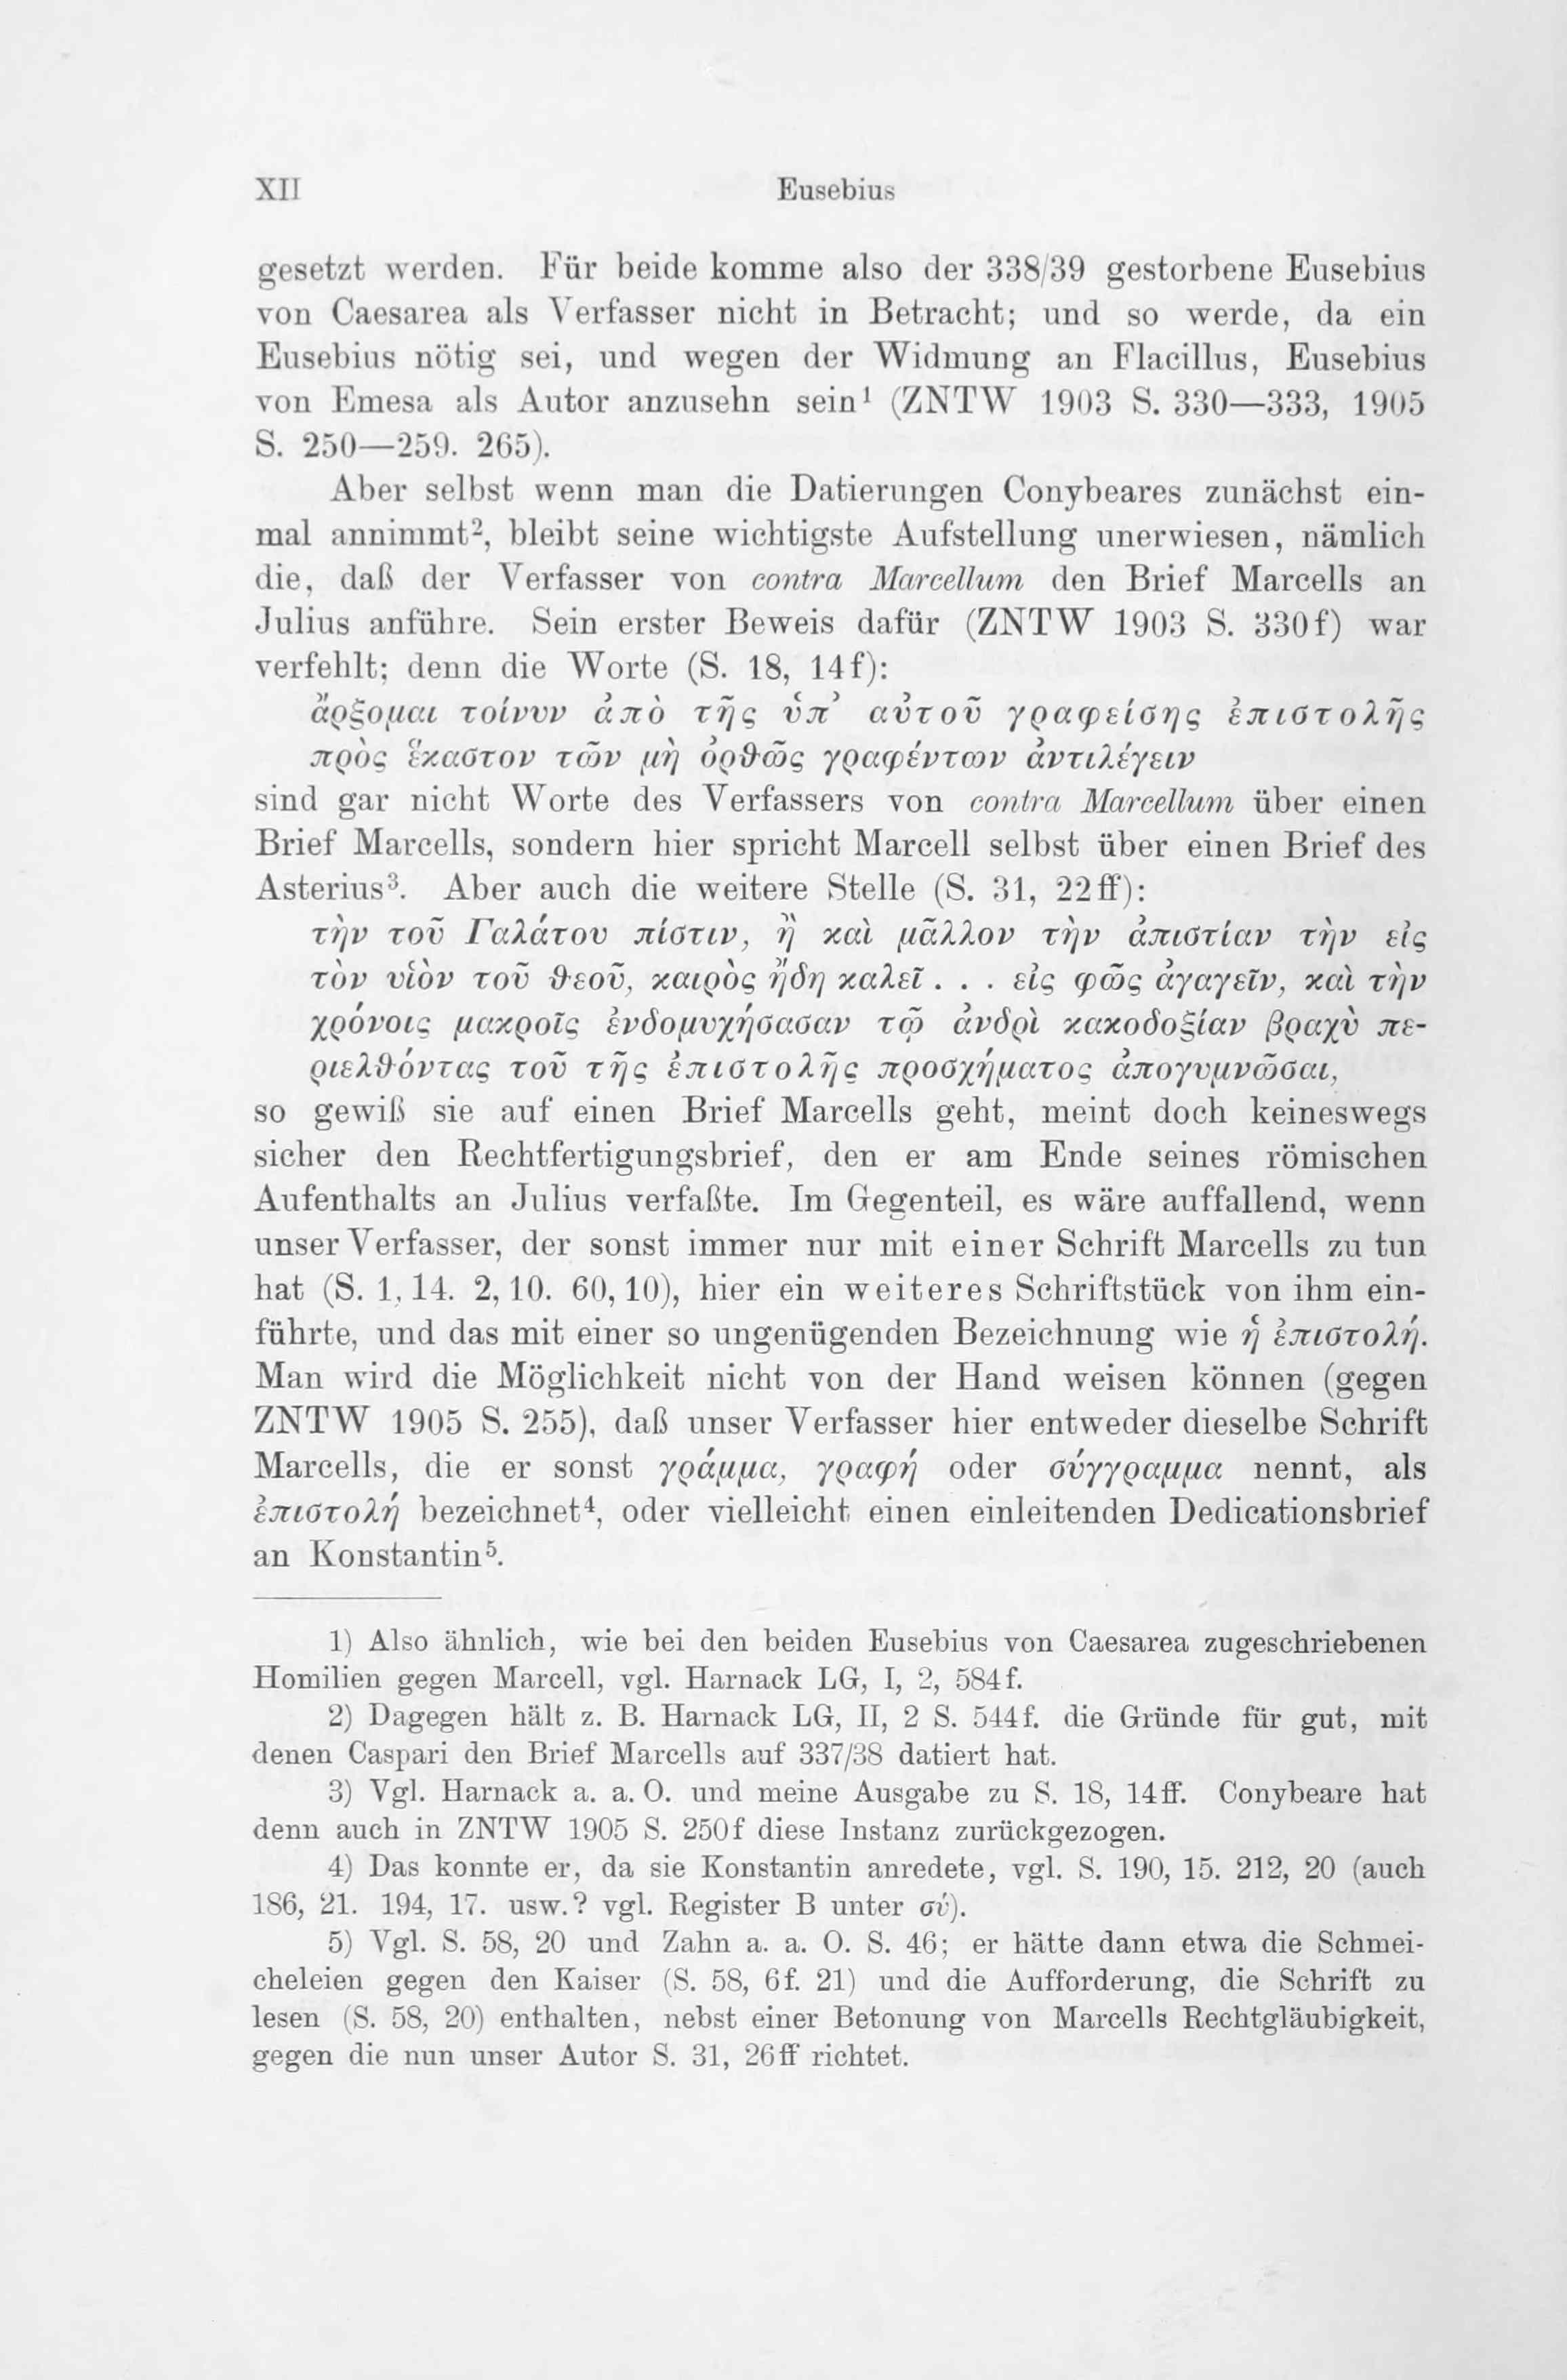 XII Eusebius
gesetzt werden. Für beide komme also der 338/39 gestorbene Eusebius
von Caesarea als Verfasser nicht in Betracht; und so werde, da ein
Eusebius nötig sei, und wegen der Widmung an Flacillus, Eusebius
von Emesa als Autor anzusehn sein¹ (ZNTW 1903 S. 330—333, 1905
S. 250—259. 265).
Aber selbst wenn man die Datierungen Conybeares zunächst ein-
mal annimmt², bleibt seine wichtigste Aufstellung unerwiesen, nämlich
die, daß der Verfasser von contra Marcellum den Brief Marcells an
Julius anführe. Sein erster Beweis dafür (ZNTW 1903 S. 330f) war
verfehlt; denn die Worte (S. 18, 14f):
ἄρξομαι τοίνυν ἀπὸ τῆς ὑπ’ αὐτοῦ γραφείσης ἐπιστολῆς
πρὸς ἕκαστον τῶν μὴ ὀρθῶς γραφέντων ἀντιλέγειν
sind gar nicht Worte des Verfassers von contra Marcellum über einen
Brief Marcells, sondern hier spricht Marcell selbst über einen Brief des
Asterius³. Aber auch die weitere Stelle (S. 31, 22ff):
τὴν τοῦ Γαλάτου πίστιν, ἢ καὶ μᾶλλον τὴν ἀπιστίαν τὴν εἰς
τὸν υἱὸν τοῦ θεοῦ, καιρὸς ἤδη καλεῖ . . . εἰς φῶς ἀγαγεῖν, καὶ τὴν
χρόνοις μακροῖς ἐνδομυχήσασαν τῷ ἀνδρὶ κακοδοξίαν βραχὺ πε-
ριελθόντας τοῦ τῆς ἐπιστολῆς προσχήματος ἀπογυμνῶσαι,
so gewiß sie auf einen Brief Marcells geht, meint doch keineswegs
sicher den Rechtfertigungsbrief, den er am Ende seines römischen
Aufenthalts an Julius verfaßte. Im Gegenteil, es wäre auffallend, wenn
unser Verfasser, der sonst immer nur mit einer Schrift Marcells zu tun
hat (S. 1, 14. 2, 10. 60, 10), hier ein weiteres Schriftstück von ihm ein-
führte, und das mit einer so ungenügenden Bezeichnung wie ἡ ἐπιστολή.
Man wird die Möglichkeit nicht von der Hand weisen können (gegen
ZNTW 1905 S. 255), daß unser Verfasser hier entweder dieselbe Schrift
Marcells, die er sonst γράμμα, γραφή oder σύγγραμμα nennt, als
ἐπιστολή bezeichnet⁴, oder vielleicht einen einleitenden Dedicationsbrief
an Konstantin⁵.
1) Also ähnlich, wie bei den beiden Eusebius von Caesarea zugeschriebenen
Homilien gegen Marcell, vgl. Harnack LG, I, 2, 584f.
2) Dagegen hält z. B. Harnack LG, II, 2 S. 544f. die Gründe für gut, mit
denen Caspari den Brief Marcells auf 337/38 datiert hat.
3) Vgl. Harnack a. a. O. und meine Ausgabe zu S. 18, 14ff. Conybeare hat
denn auch in ZNTW 1905 S. 250f diese Instanz zurückgezogen.
4) Das konnte er, da sie Konstantin anredete, vgl. S. 190, 15. 212, 20 (auch
186, 21. 194, 17. usw.? vgl. Register B unter σύ).
5) Vgl. S. 58, 20 und Zahn a. a. O. S. 46; er hätte dann etwa die Schmei-
cheleien gegen den Kaiser (S. 58, 6f. 21) und die Aufforderung, die Schrift zu
lesen (S. 58, 20) enthalten, nebst einer Betonung von Marcells Rechtgläubigkeit,
gegen die nun unser Autor S. 31, 26ff richtet.